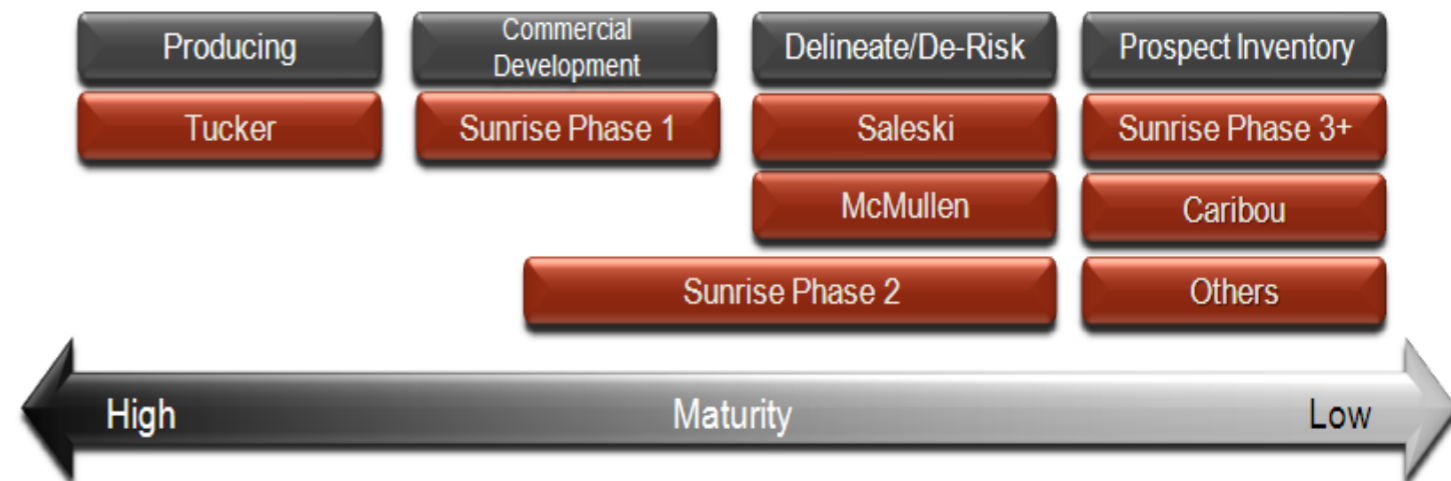 Producing
Commercial
Development
Delineate/De-Risk
Prospect Inventory
Tucker
Sunrise Phase 1
Saleski
Sunrise Phase 3+
McMullen
Caribou
Sunrise Phase 2
Others
High
Maturity
Low